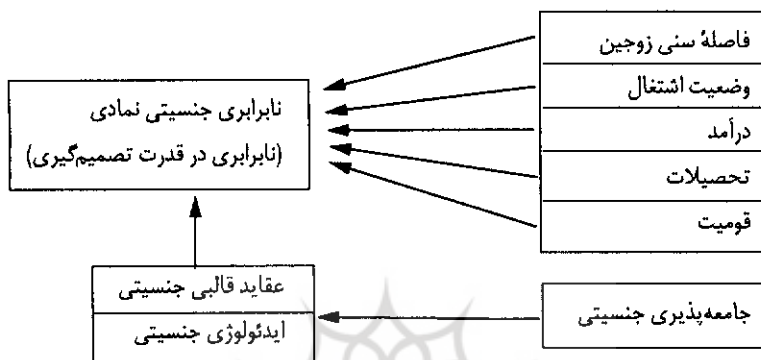 فاصلهٔ سنی زوجین
وضعیت اشتغال
درآمد
تحصیلات
قومیت
نابرابری جنسیتی نمادی
(نابرابری در قدرت تصمیم‌گیری)
عقاید قالبی جنسیتی
ایدئولوژی جنسیتی
جامعه‌پذیری جنسیتی